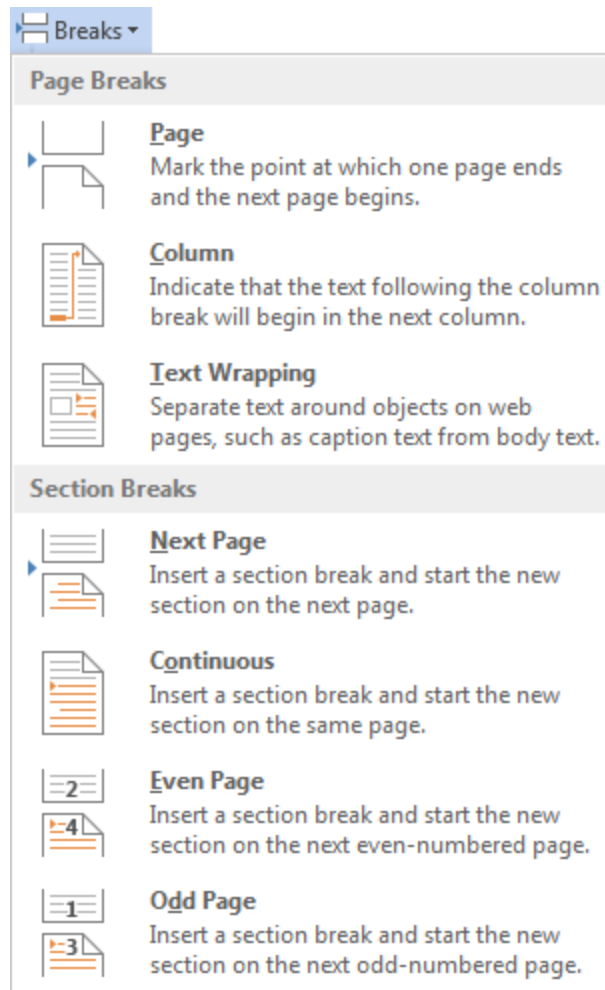 Breaks
Page Breaks
Page
Mark the point at which one page ends
and the next page begins.
Column
Indicate that the text following the column
break will begin in the next column.
Text Wrapping
Separate text around objects on web
pages, such as caption text from body text.
Section Breaks
Next Page
Insert a section break and start the new
section on the next page.
Continuous
Insert a section break and start the new
section on the same page.
2
4
Even Page
Insert a section break and start the new
section on the next even-numbered page.
1
3
Odd Page
Insert a section break and start the new
section on the next odd-numbered page.